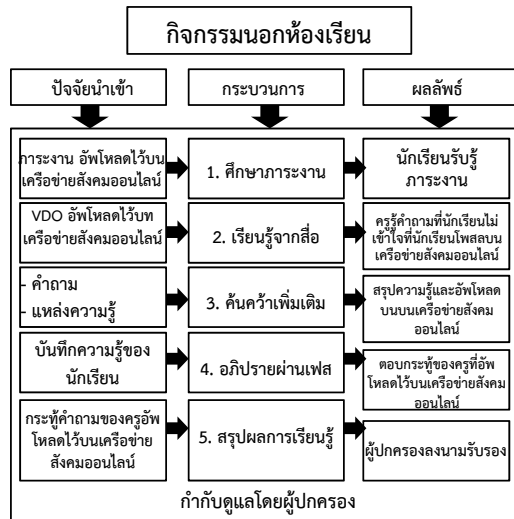 กิจกรรมนอกห้องเรียน
ปัจจัยนำเข้า
กระบวนการ
ผลลัพธ์
ภาระงาน อัพโหลดไว้บน
เครือข่ายสังคมออนไลน์
1. ศึกษาภาระงาน
นักเรียนรับรู้
ภาระงาน
VDO อัพโหลดไว้บท
เครือข่ายสังคมออนไลน์
2. เรียนรู้จากสื่อ
ครูรู้คำถามที่นักเรียนไม่
เข้าใจที่นักเรียนโพสลบน
เครือข่ายสังคมออนไลน์
- คำถาม
- แหล่งความรู้
3. ค้นคว้าเพิ่มเติม
สรุปความรู้และอัพโหลด
บนบนเครือข่ายสังคม
ออนไลน์
บันทึกความรู้ของ
นักเรียน
4. อภิปรายผ่านเฟส
ตอบกระทู้ของครูที่อัพ
โหลดไว้บนเครือข่ายสังคม
ออนไลน์
กระทู้คำถามของครูอัพ
โหลดไว้บนเครือข่าย
สังคมออนไลน์
5. สรุปผลการเรียนรู้
ผู้ปกครองลงนามรับรอง
กำกับดูแลโดยผู้ปกครอง